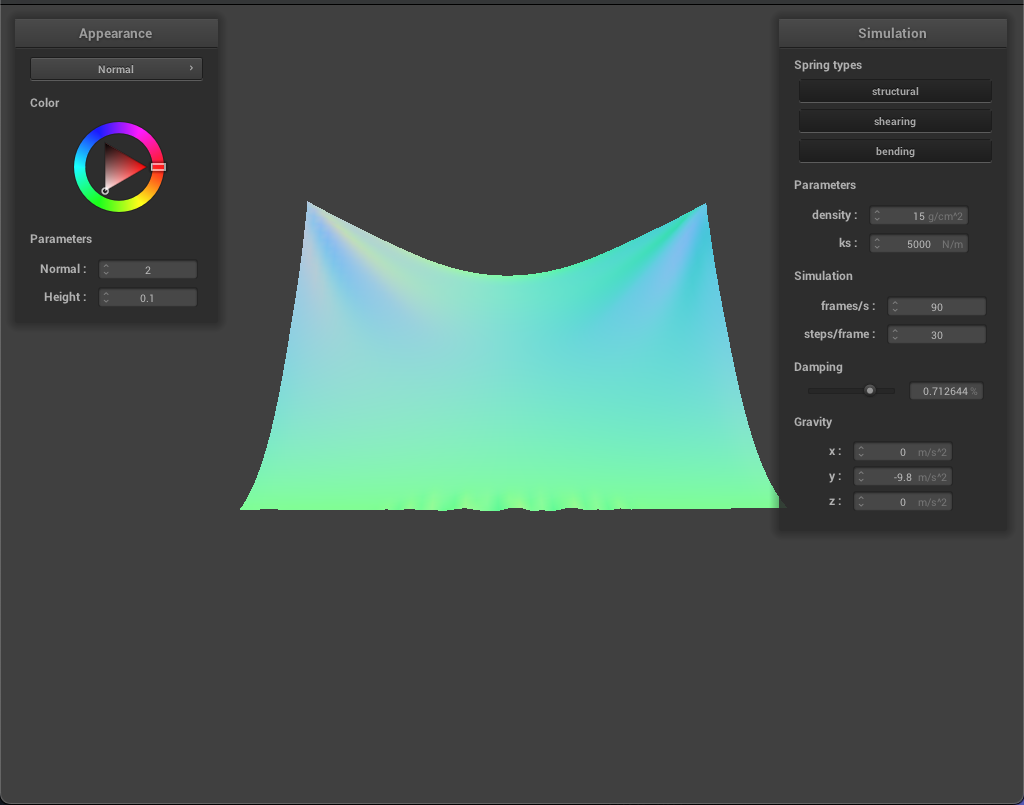 Appearance
Normal
Color
Parameters
Normal : 2
Height : 0.1
Simulation
Spring types
structural
shearing
bending
Parameters
density : 15 g/cm^2
ks : 5000 N/m
Simulation
frames/s : 90
steps/frame : 30
Damping
0.712644 %
Gravity
x : 0 m/s^2
y : -9.8 m/s^2
z : 0 m/s^2